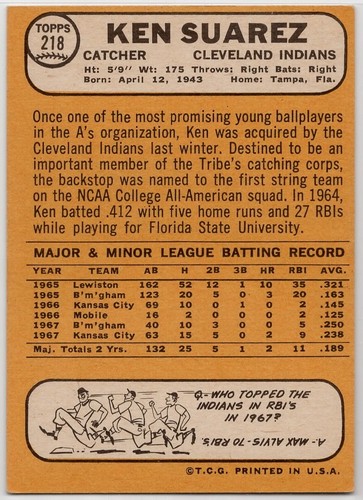 TOPPS
218
KEN SUAREZ
CATCHER CLEVELAND INDIANS
Ht: 5'9" Wt: 175 Throws: Right Bats: Right
Born: April 12, 1943 Home: Tampa, Fla.
Once one of the most promising young ballplayers
in the A's organization, Ken was acquired by the
Cleveland Indians last winter. Destined to be
an important member of the Tribe's catching corps,
the backstop was named to the first string team
on the NCAA College All-American squad. In 1964,
Ken batted .412 with five home runs and 27 RBIs
while playing for Florida State University.
MAJOR & MINOR LEAGUE BATTING RECORD
YEAR TEAM AB H 2B 3B HR RBI AVG.
1965 Lewiston 162 52 12 1 10 35 .321
1965 B'm'gham 123 20 5 0 3 20 .163
1966 Kansas City 69 10 0 1 0 2 .145
1966 Mobile 16 2 0 0 0 0 .125
1967 B'm'gham 40 10 3 0 0 5 .250
1967 Kansas City 63 15 5 0 2 9 .238
Maj. Totals 2 Yrs. 132 25 5 1 2 11 .189
Q.- WHO TOPPED THE
INDIANS IN RBI'S
IN 1967?
A.- MAX ALVIS - 70 RBI'S.
©T.C.G. PRINTED IN U.S.A.